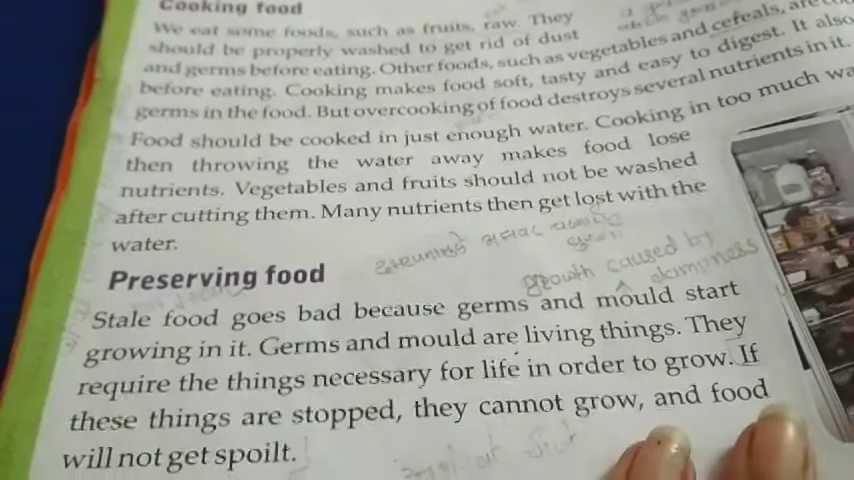 Cooking food
We eat some foods, such as fruits, raw. They
should be properly washed to get rid of dust
and germs before eating. Other foods, such as vegetables and cereals, are
before eating. Cooking makes food soft, tasty and easy to digest. It also
germs in the food. But overcooking of food destroys several nutrients in it.
Food should be cooked in just enough water. Cooking in too much
then throwing the water away makes food lose
nutrients. Vegetables and fruits should not be washed
after cutting them. Many nutrients then get lost with the
water.
Preserving food
growth caused by
dampness
Stale food goes bad because germs and mould start
growing in it. Germs and mould are living things. They
require the things necessary for life in order to grow. If
these things are stopped, they cannot grow, and food
will not get spoilt.